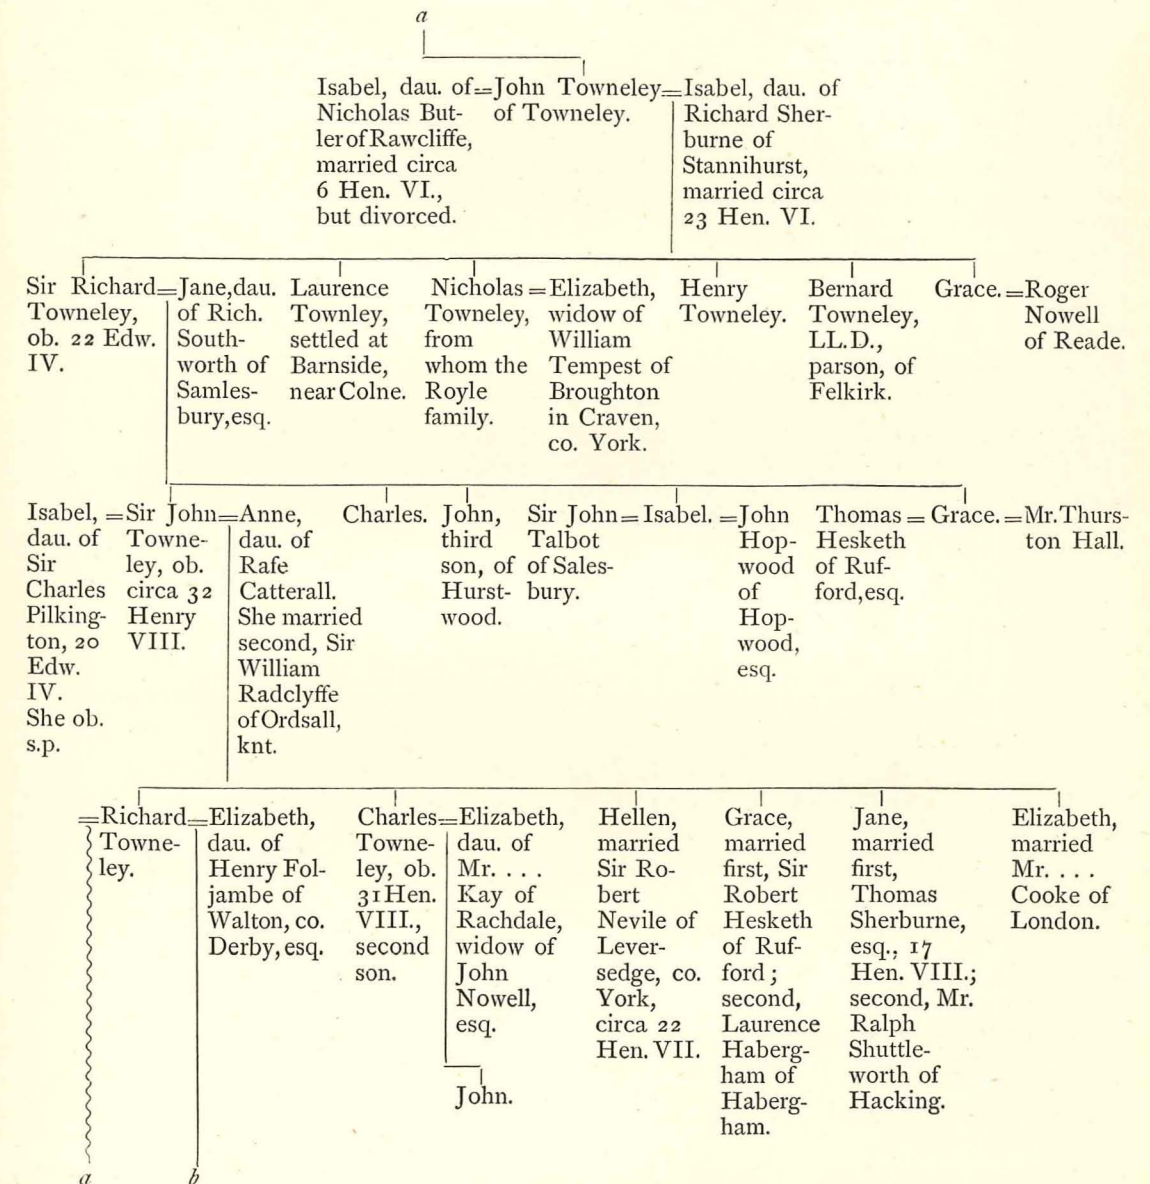 a
Isabel, dau. of=John Towneley=Isabel, dau. of
Nicholas But-
ler of Rawcliffe,
married circa
6 Hen. VI.,
but divorced.
of Towneley.
Richard Sher-
burne of
Stannihurst,
married circa
23 Hen. VI.
Sir Richard=
Towneley,
ob. 22 Edw.
IV.
Jane, dau.
of Rich.
South-
worth of
Samles-
bury, esq.
Laurence
Townley,
settled at
Barnside,
near Colne.
Nicholas =
Towneley,
from
whom the
Royle
family.
Elizabeth,
widow of
William
Tempest of
Broughton
in Craven,
co. York.
Henry
Towneley.
Bernard
Towneley,
LL.D.,
parson, of
Felkirk.
Grace. =
Roger
Nowell
of Reade.
Isabel, =
dau. of
Sir
Charles
Pilking-
ton, 20
Edw.
IV.
She ob.
s.p.
Sir John=
Towne-
ley, ob.
circa 32
Henry
VIII.
Anne,
dau. of
Rafe
Catterall.
She married
second, Sir
William
Radclyffe
of Ordsall,
knt.
Charles.
John,
third
son, of
Hurst-
wood.
Sir John=
Talbot
of Sales-
bury.
Isabel. =
John
Hop-
wood
of
Hop-
wood,
esq.
Thomas =
Hesketh
of Ruf-
ford, esq.
Grace. =
Mr. Thurs-
ton Hall.
=Richard=
Towne-
ley.
Elizabeth,
dau. of
Henry Fol-
jambe of
Walton, co.
Derby, esq.
Charles=
Towne-
ley, ob.
31 Hen.
VIII.,
second
son.
Elizabeth,
dau. of
Mr. . . .
Kay of
Rachdale,
widow of
John
Nowell,
esq.
John.
Hellen,
married
Sir Ro-
bert
Nevile of
Lever-
sedge, co.
York,
circa 22
Hen. VII.
Grace,
married
first, Sir
Robert
Hesketh
of Ruf-
ford;
second,
Laurence
Haberg-
ham of
Haberg-
ham.
Jane,
married
first,
Thomas
Sherburne,
esq., 17
Hen. VIII.;
second, Mr.
Ralph
Shuttle-
worth of
Hacking.
Elizabeth,
married
Mr. . . .
Cooke of
London.
a
b